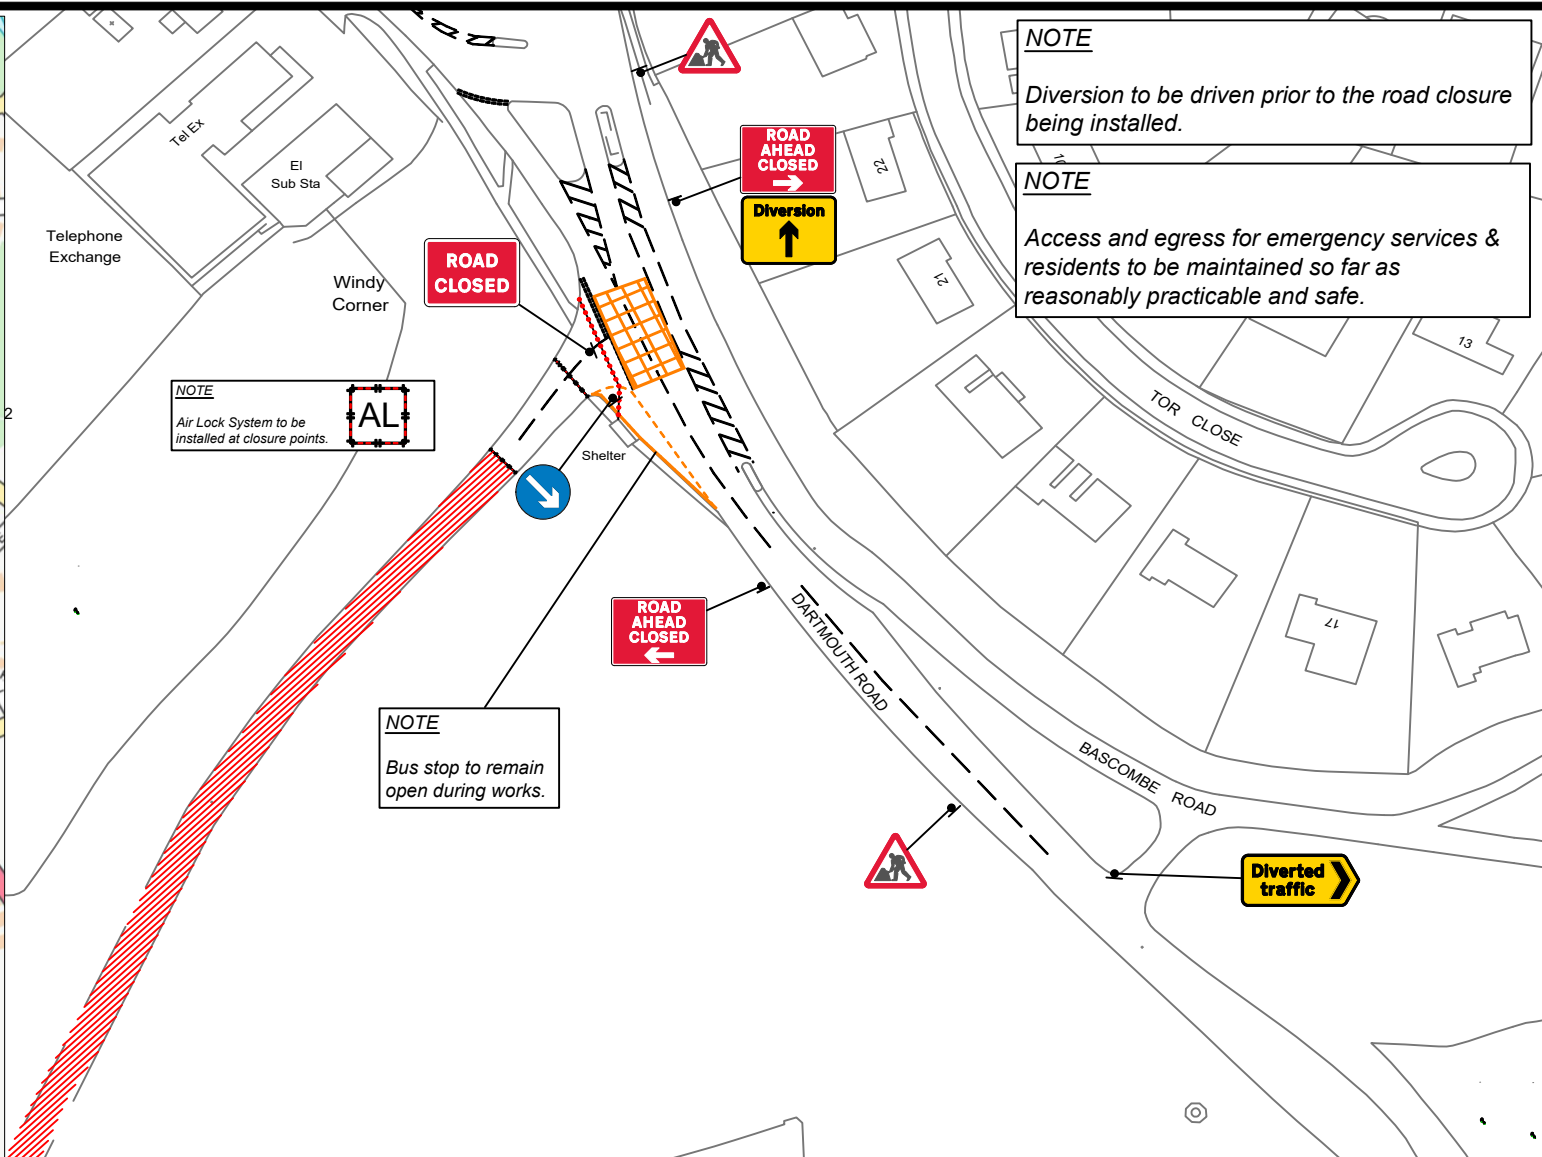 NOTE
Diversion to be driven prior to the road closure
being installed.
NOTE
Access and egress for emergency services &
residents to be maintained so far as
reasonably practicable and safe.
ROAD
AHEAD
CLOSED
Diversion
22
21
10
13
17
Tel Ex
El
Sub Sta
Telephone
Exchange
Windy
Corner
ROAD
CLOSED
NOTE
Air Lock System to be
installed at closure points.
AL
2
Shelter
TOR CLOSE
ROAD
AHEAD
CLOSED
DARTMOUTH ROAD
NOTE
Bus stop to remain
open during works.
BASCOMBE ROAD
Diverted
traffic